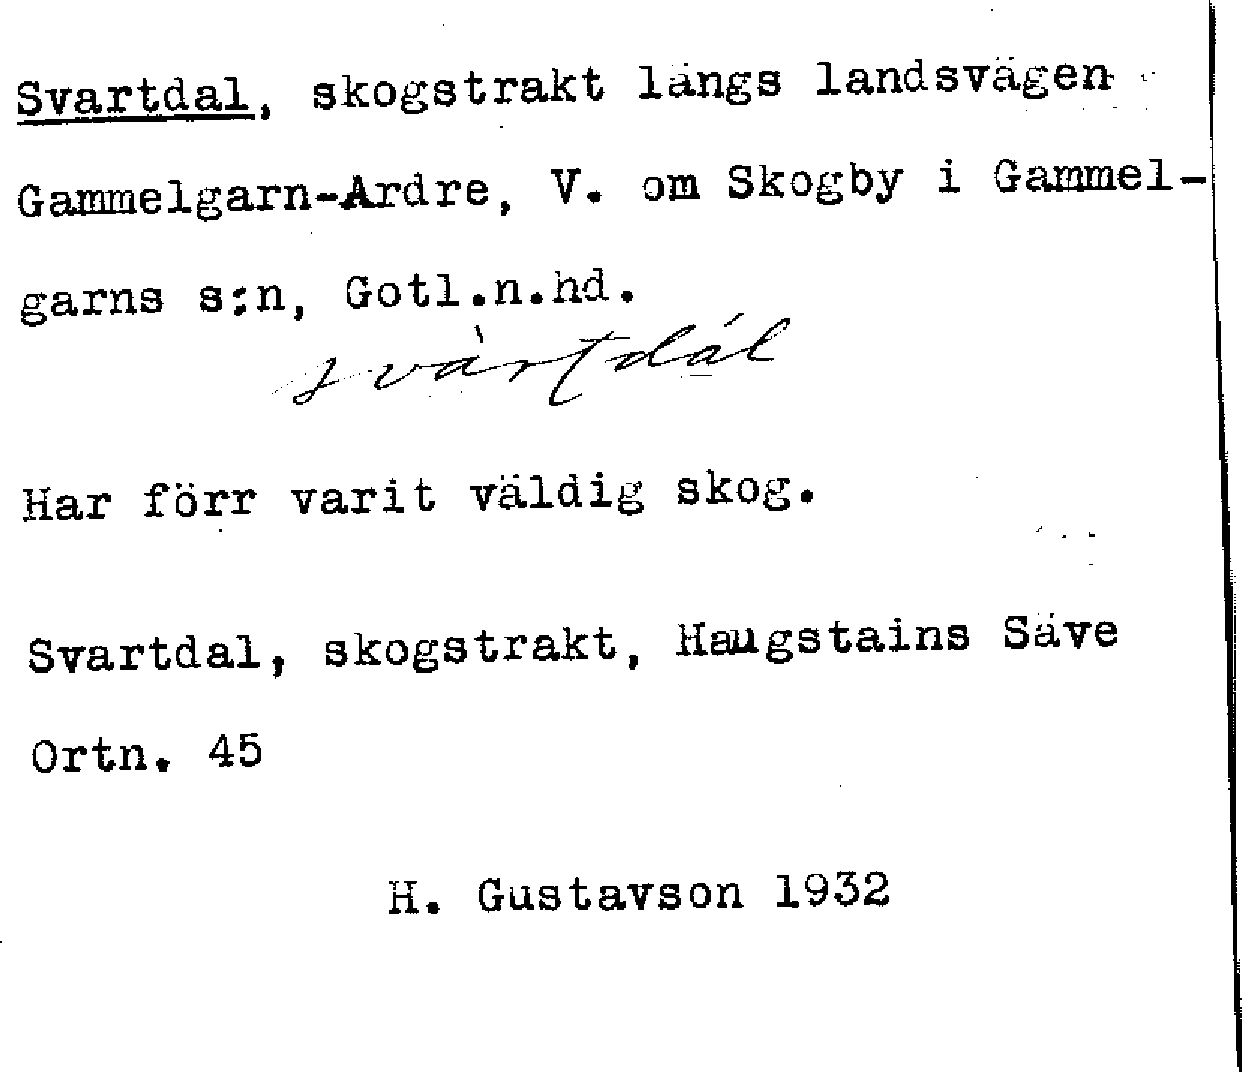 Svartdal, skogstrakt längs landsvägen
Gammelgarn-Ardre, V. om Skogby i Gammel-
garns s:n, Gotl.n.hd.
svàrtdál
Har förr varit väldig skog.
Svartdal, skogstrakt, Haugstains Säve
Ortn. 45
H. Gustavson 1932